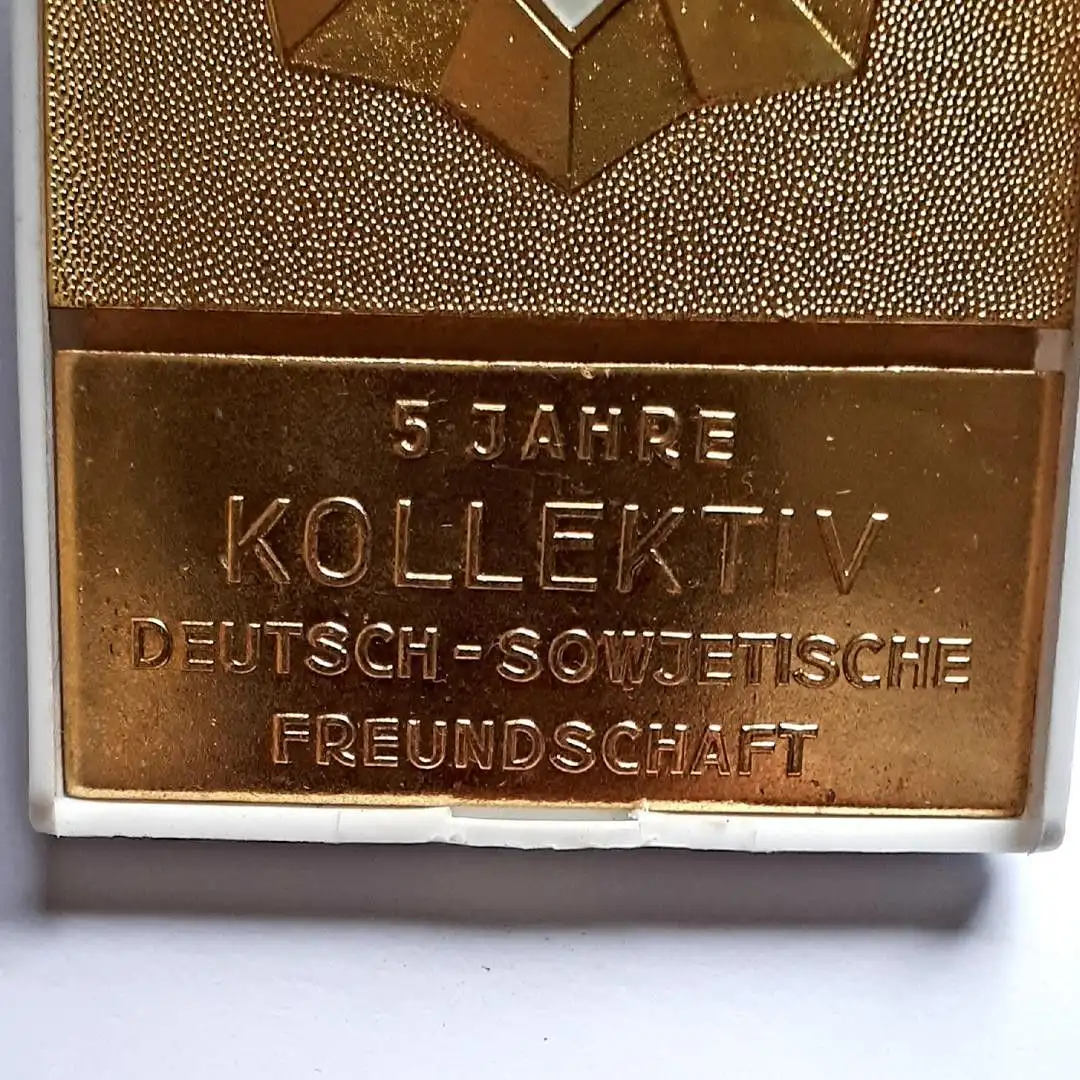 5 JAHRE
KOLLEKTIV
DEUTSCH-SOWJETISCHE
FREUNDSCHAFT